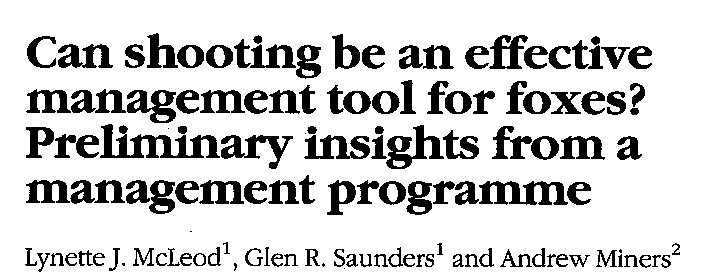 Can shooting be an effective
management tool for foxes?
Preliminary insights from a
management programme
Lynette J. McLeod¹, Glen R. Saunders¹ and Andrew Miners²